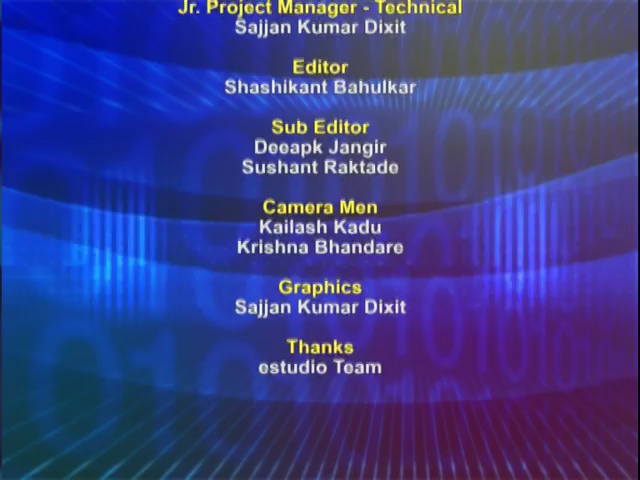 Jr. Project Manager - Technical
Sajjan Kumar Dixit
Editor
Shashikant Bahulkar
Sub Editor
Deeapk Jangir
Sushant Raktade
Camera Men
Kailash Kadu
Krishna Bhandare
Graphics
Sajjan Kumar Dixit
Thanks
estudio Team